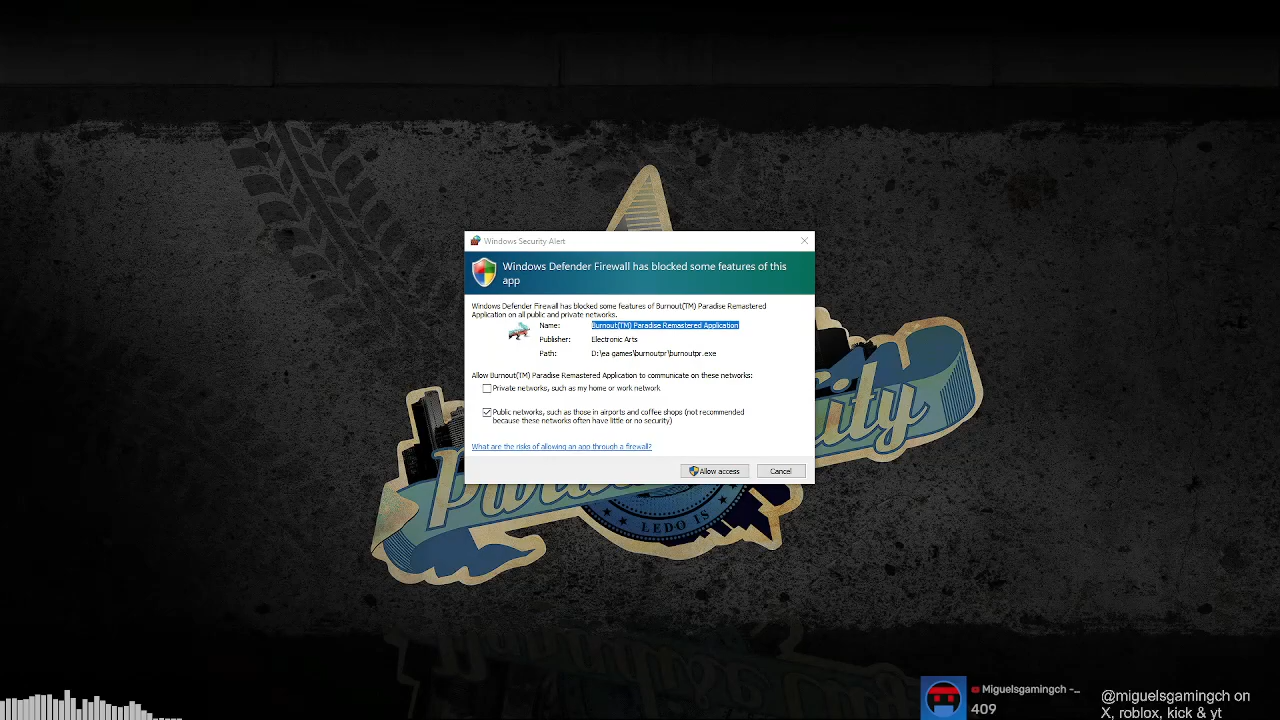 Windows Security Alert
Windows Defender Firewall has blocked some features of this
app
Windows Defender Firewall has blocked some features of Burnout(TM) Paradise Remastered
Application on all public and private networks.
Name: Burnout(TM) Paradise Remastered Application
Publisher: Electronic Arts
Path: D:\ea games\burnoutpr\burnoutpr.exe
Allow Burnout(TM) Paradise Remastered Application to communicate on these networks:
Private networks, such as my home or work network
Public networks, such as those in airports and coffee shops (not recommended
because these networks often have little or no security)
What are the risks of allowing an app through a firewall?
Allow access Cancel
ity
LEDO IS
Miguelsgamingch -...
409
@miguelsgamingch on
X, roblox, kick & yt